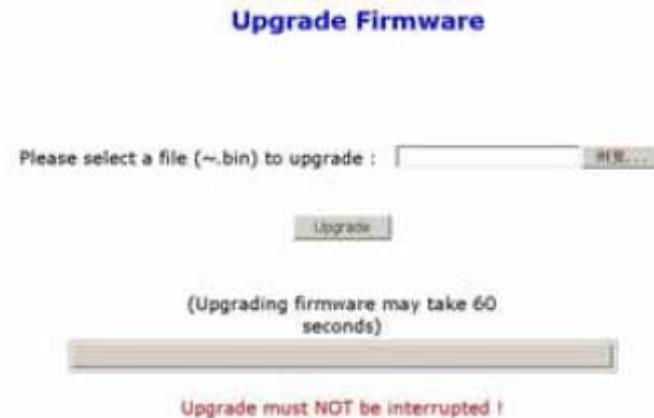 Upgrade Firmware
Please select a file (~.bin) to upgrade :
Upgrade
(Upgrading firmware may take 60
seconds)
Upgrade must NOT be interrupted !